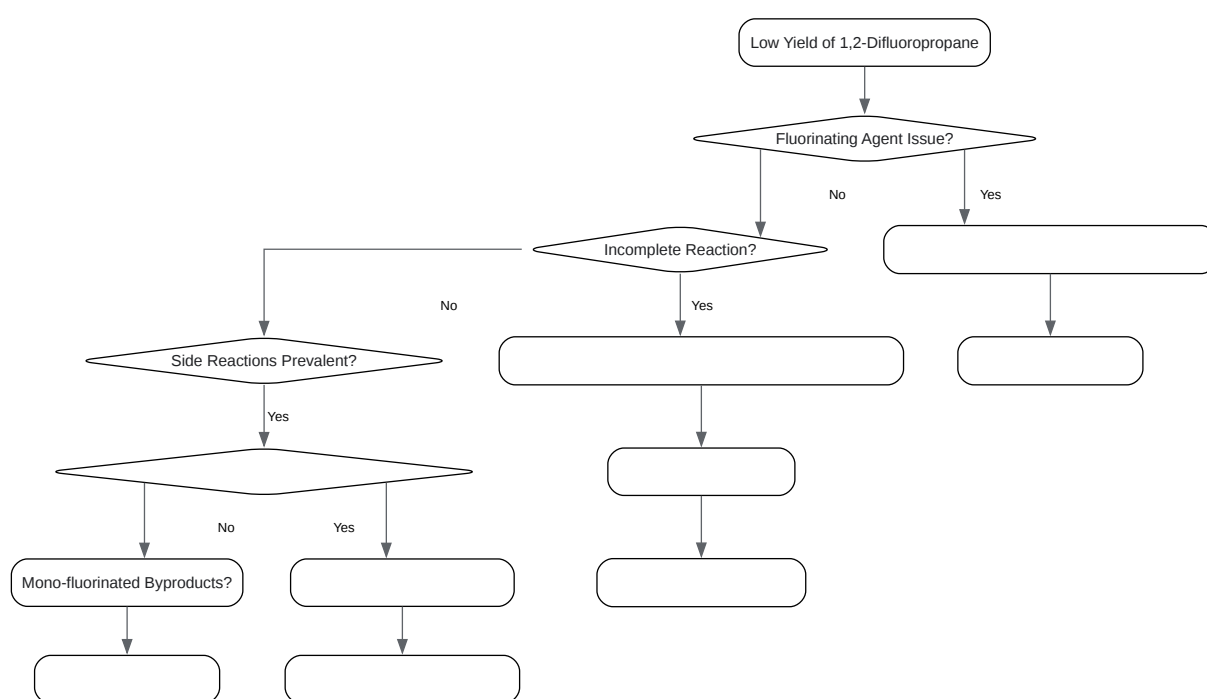 Low Yield of 1,2-Difluoropropane
Fluorinating Agent Issue?
No
Yes
Incomplete Reaction?
No
Yes
Side Reactions Prevalent?
Yes
No
Yes
Mono-fluorinated Byproducts?